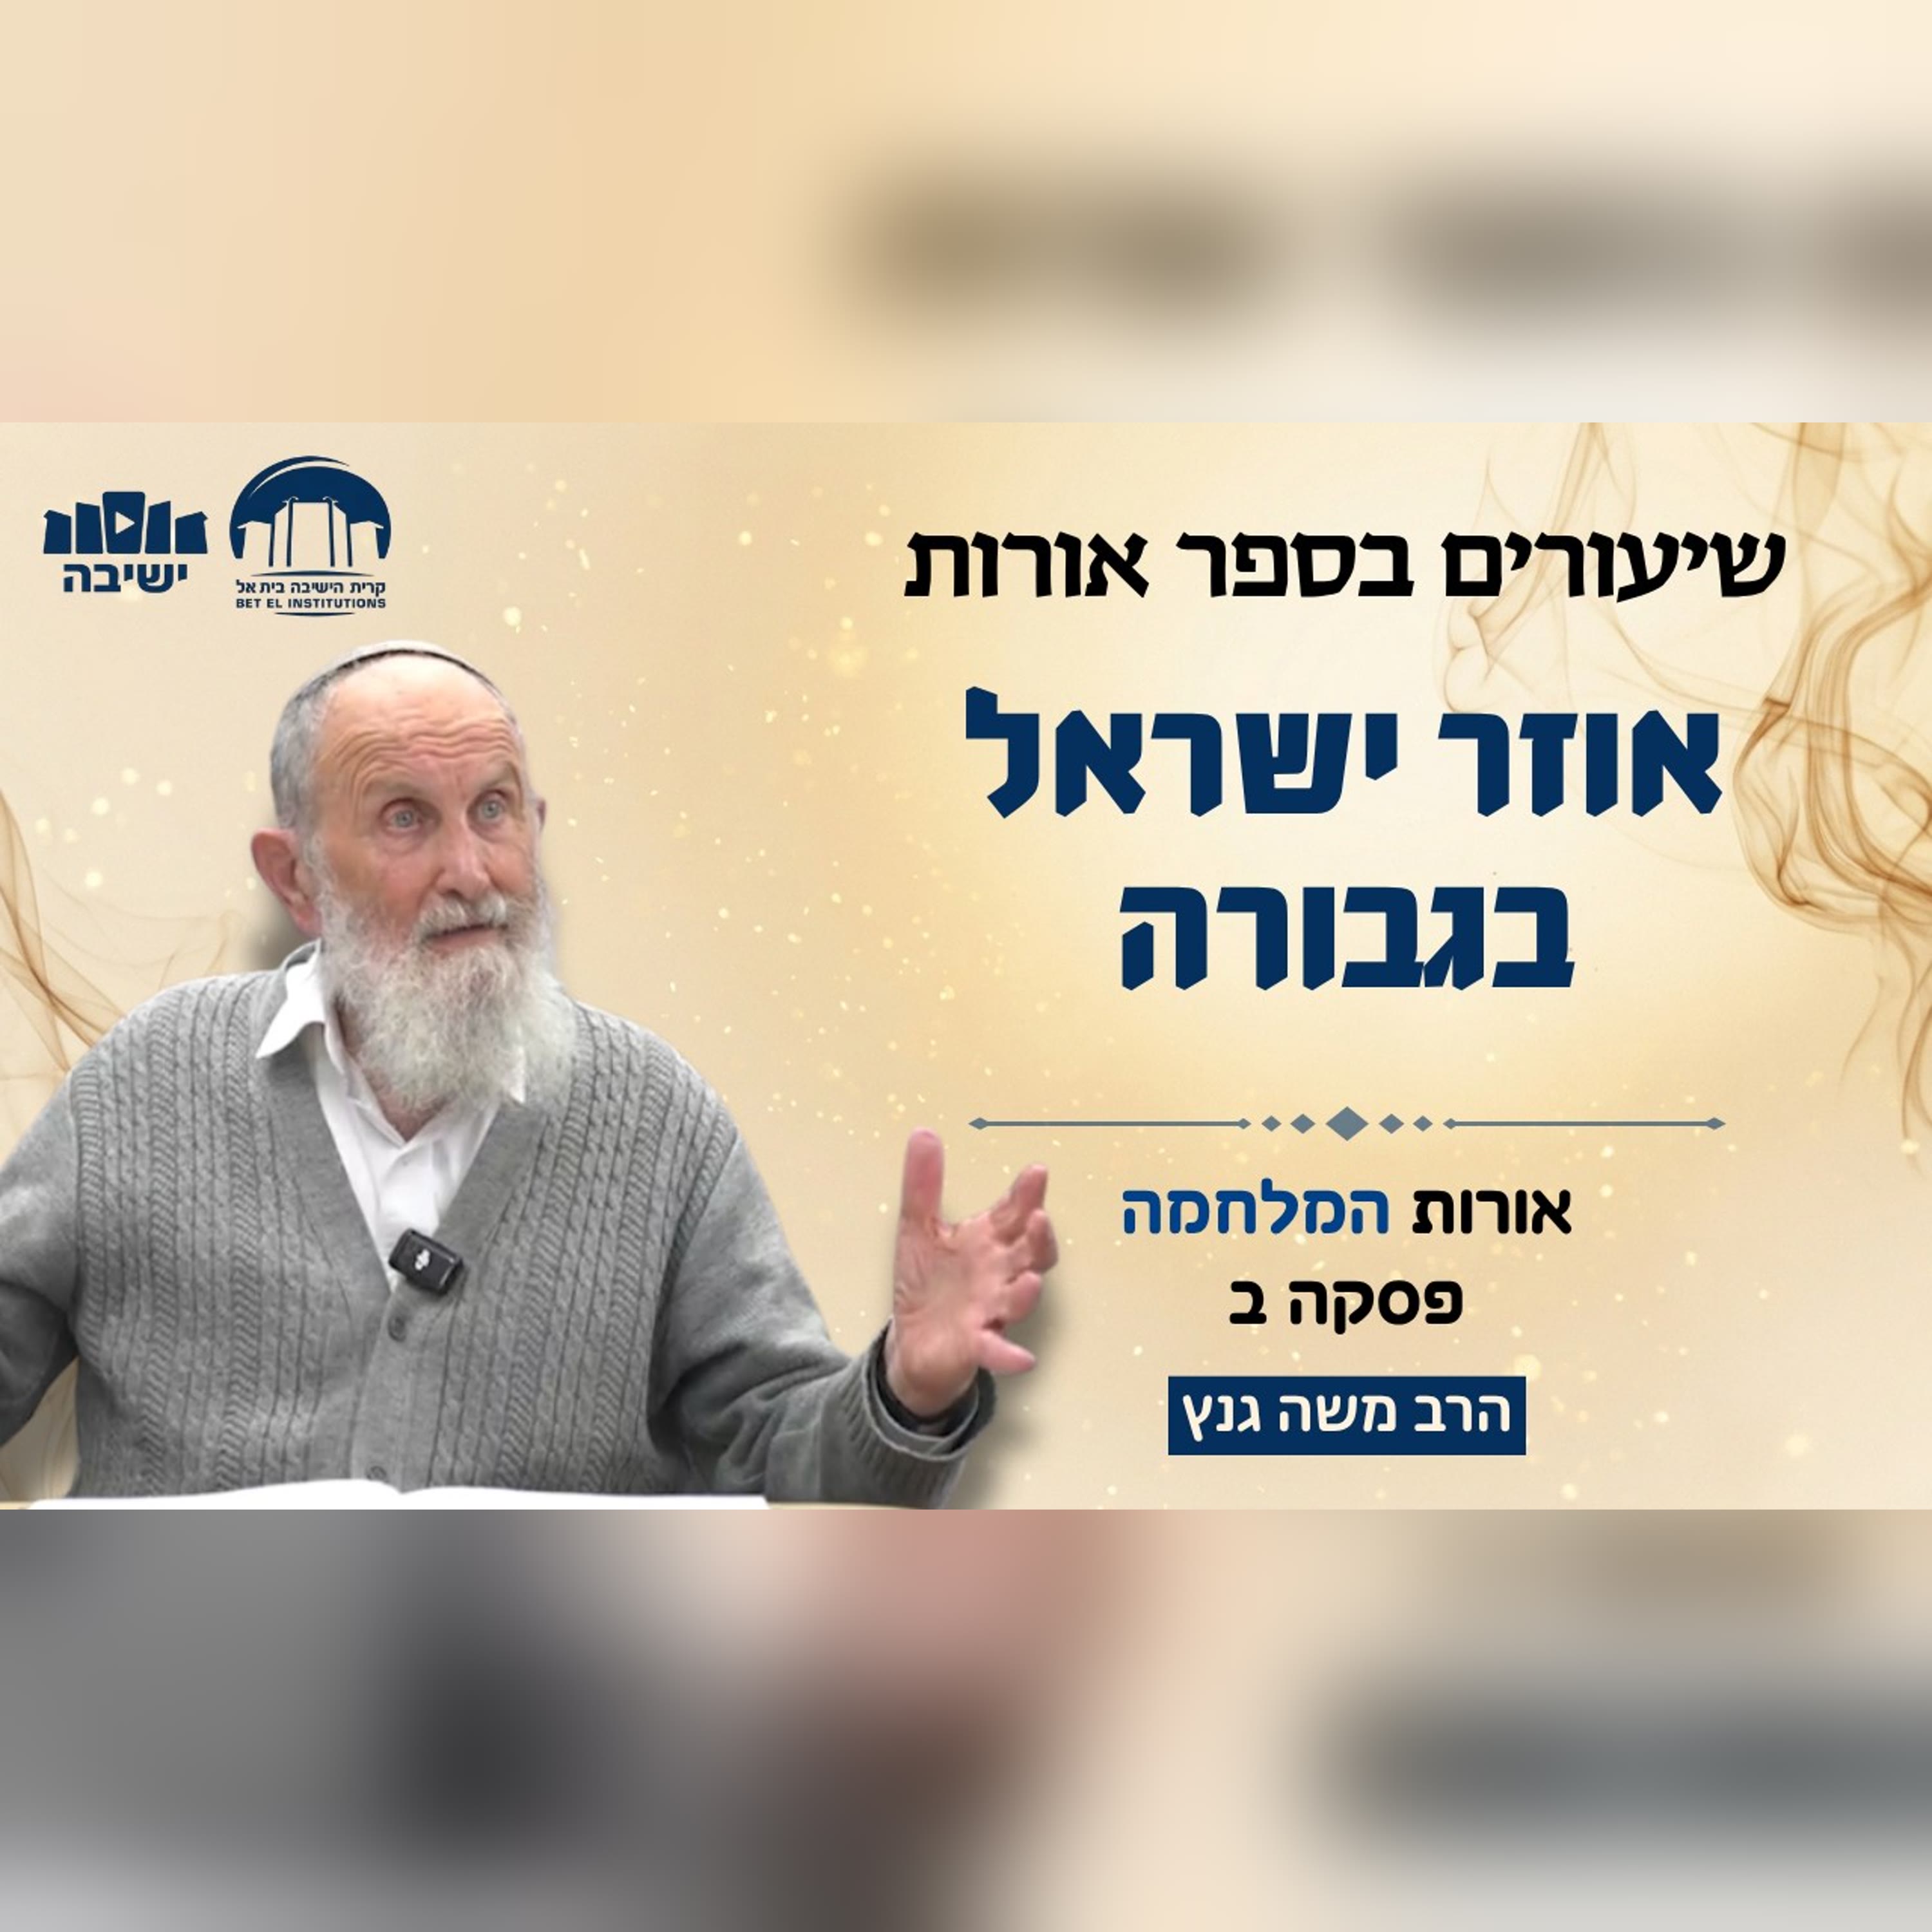 שיעורים בספר אורות
אוזר ישראל
בגבורה
אורות המלחמה
פסקה ב
הרב משה גנץ
ישיבה
קרית הישיבה בית אל
BET EL INSTITUTIONS